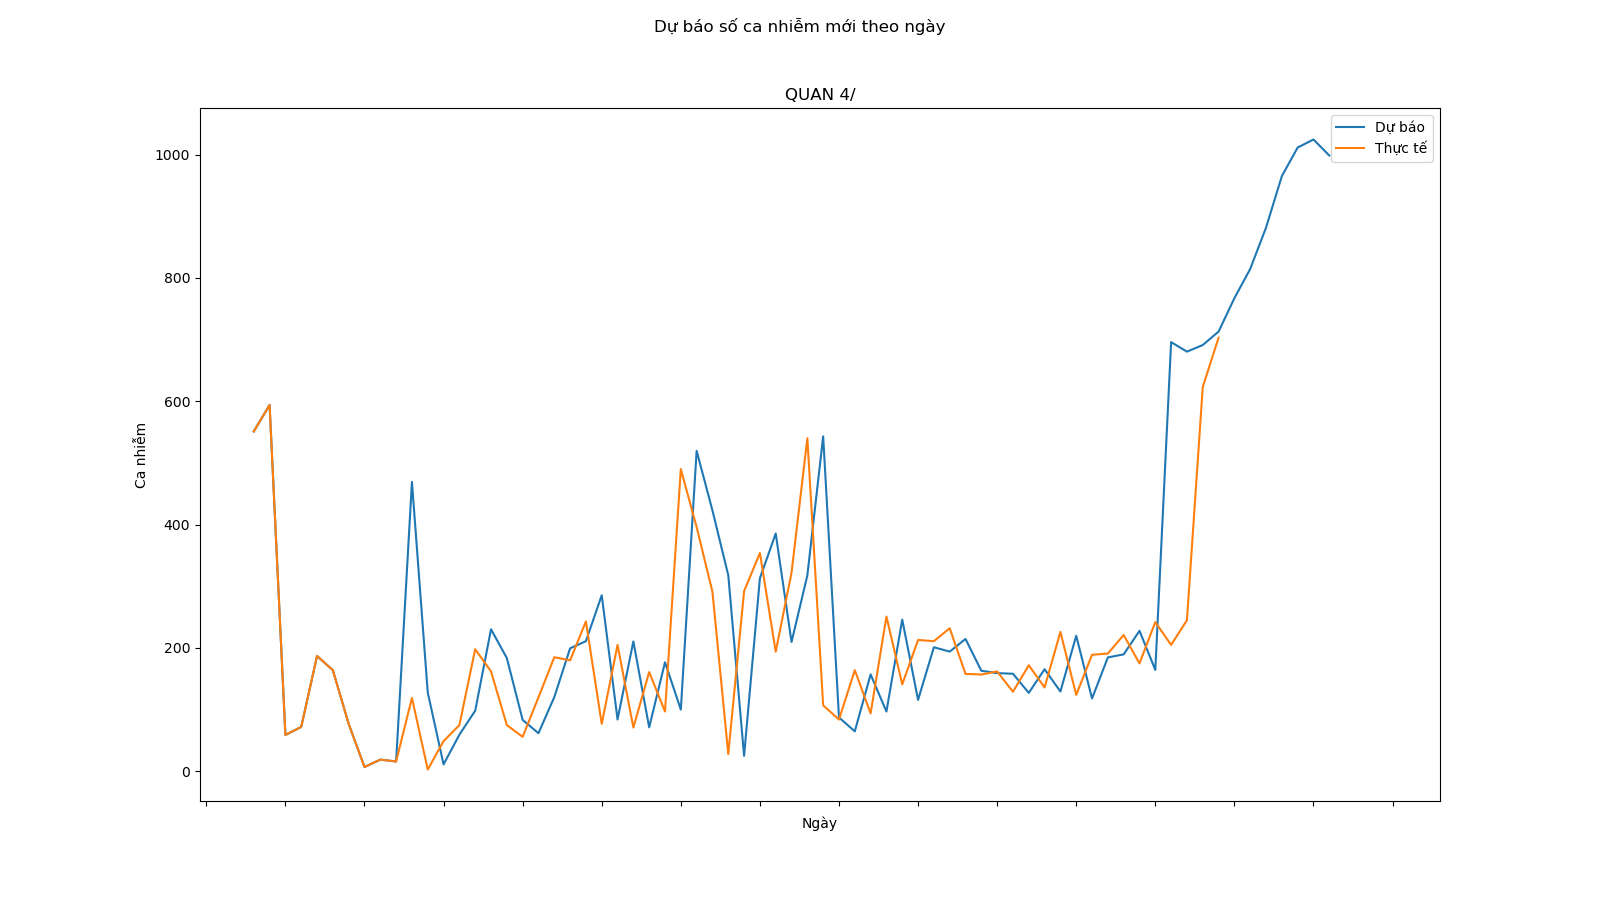 Dự báo số ca nhiễm mới theo ngày
QUAN 4/
Dự báo
Thực tế
1000
800
600
400
200
0
Ca nhiễm
Ngày